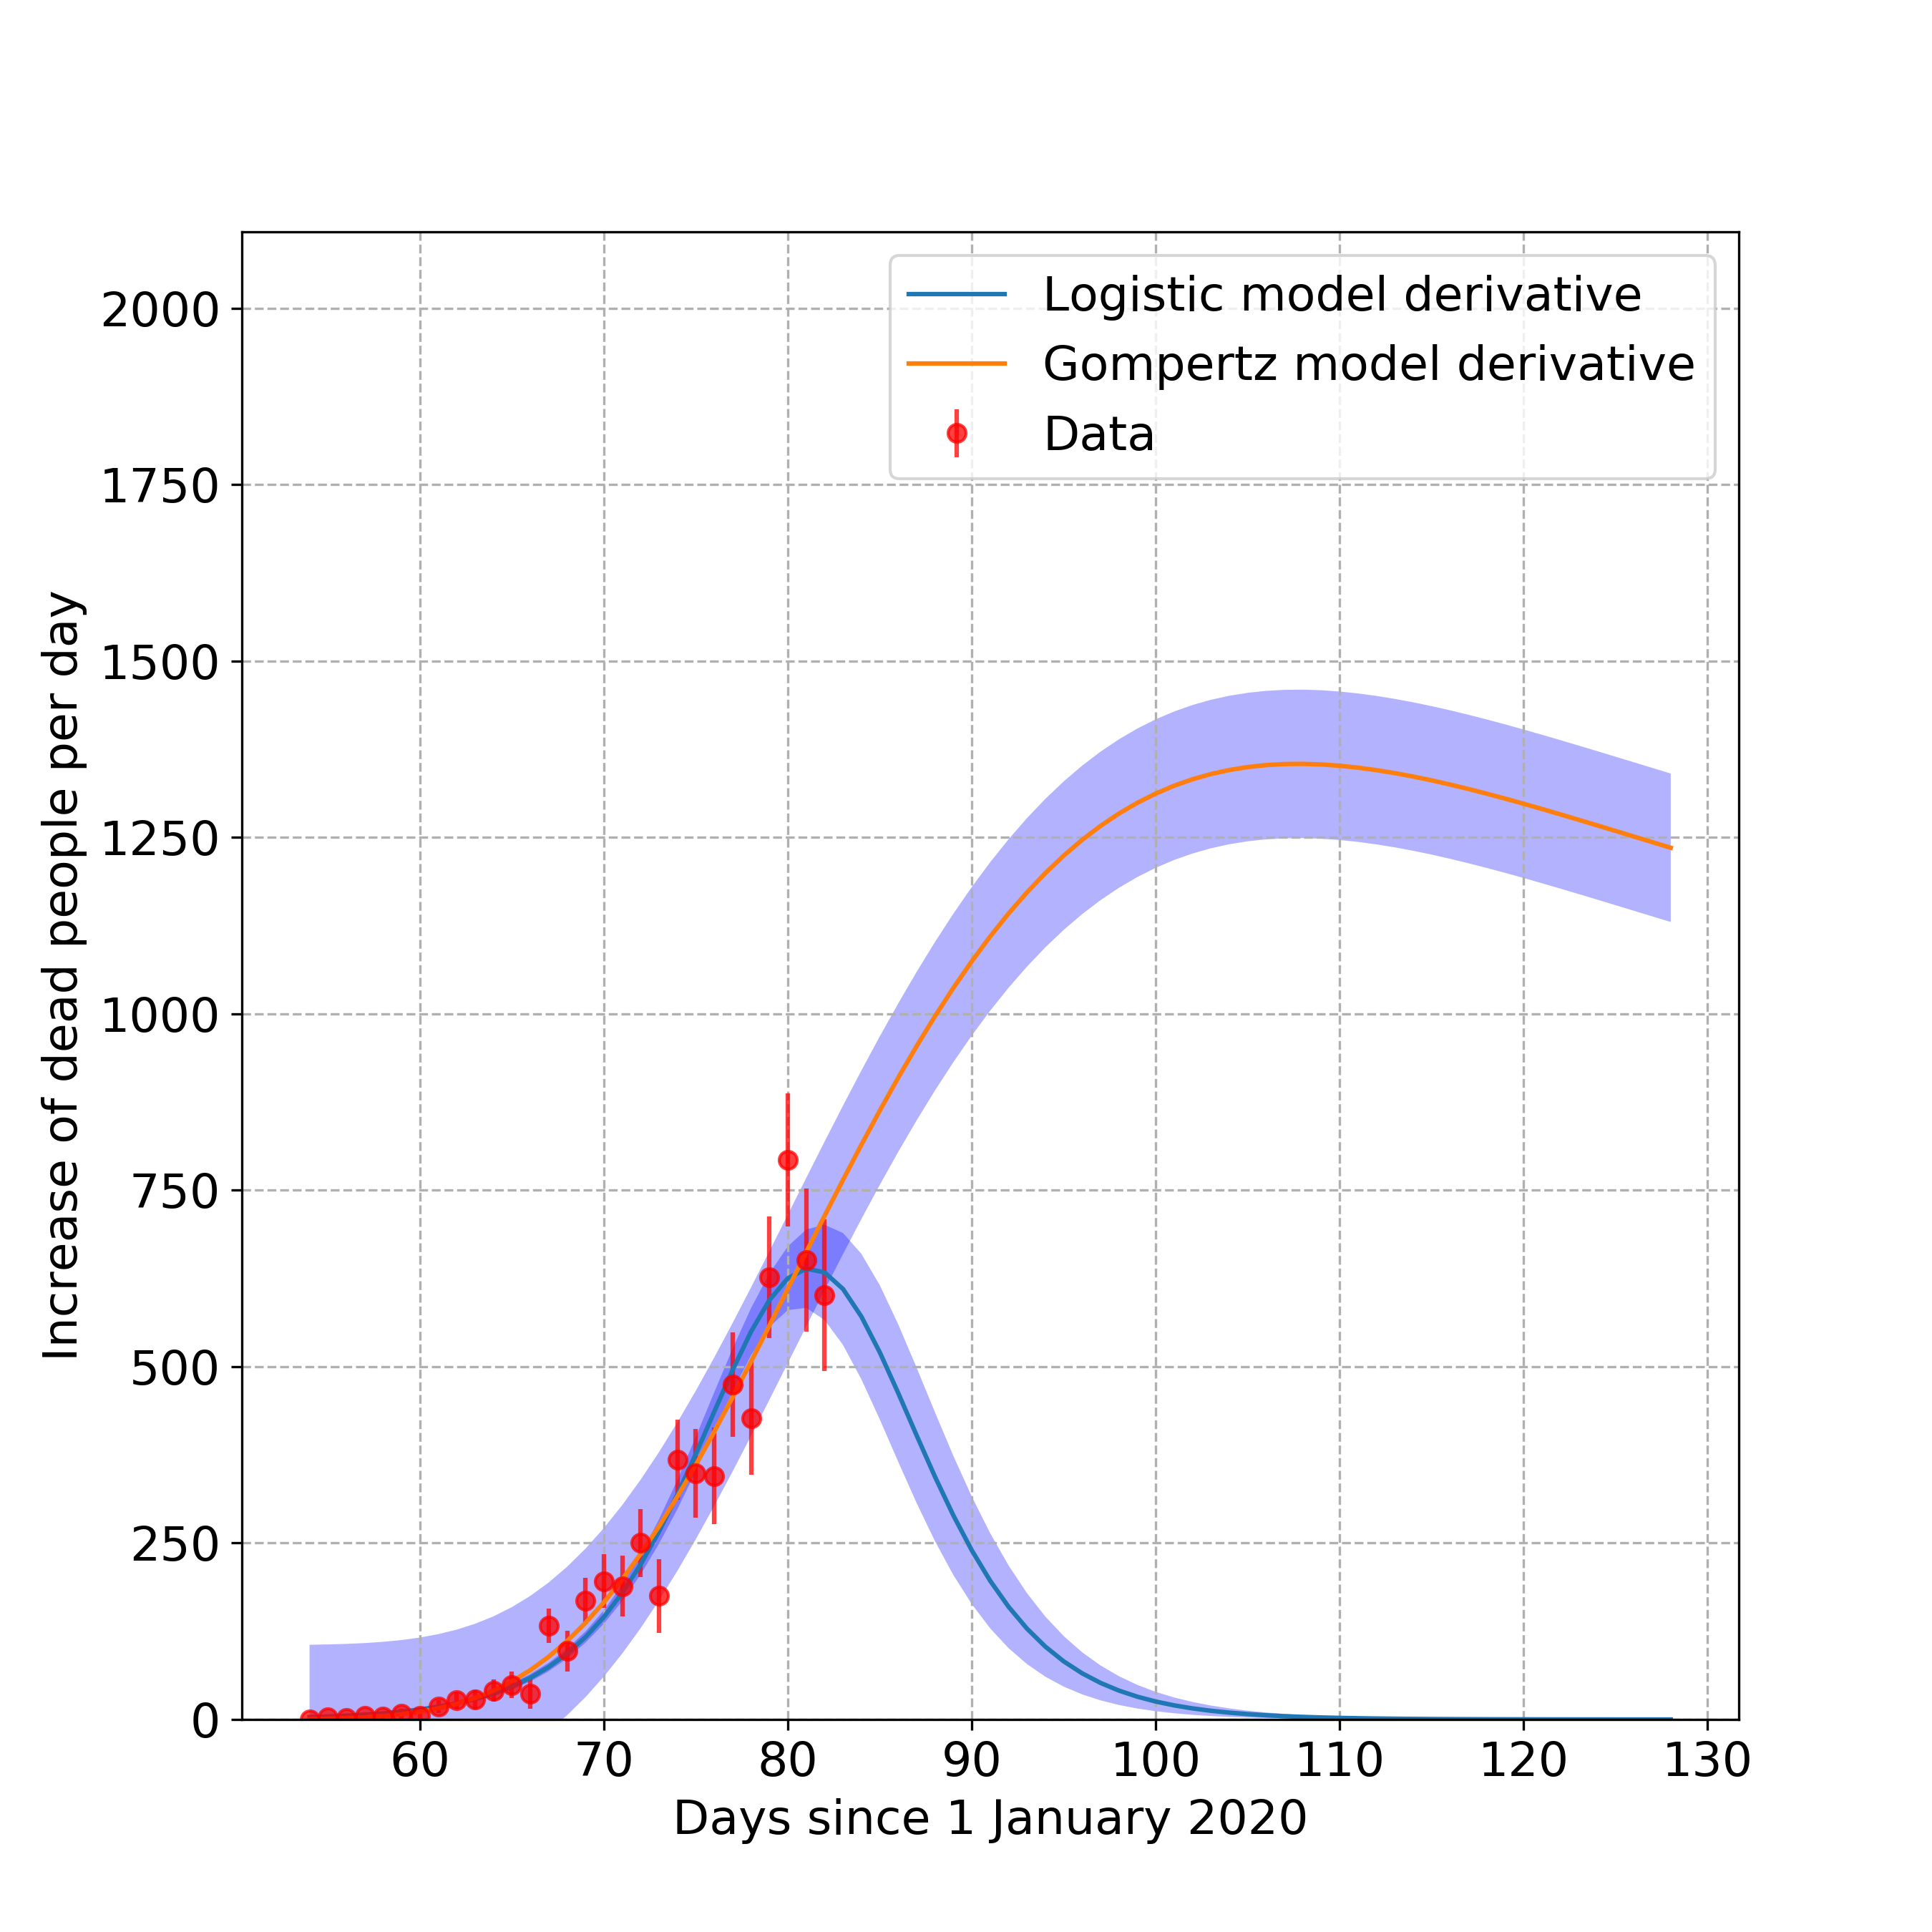 Logistic model derivative
Gompertz model derivative
Data
2000
1750
1500
1250
1000
750
500
250
0
Increase of dead people per day
60 70 80 90 100 110 120 130
Days since 1 January 2020